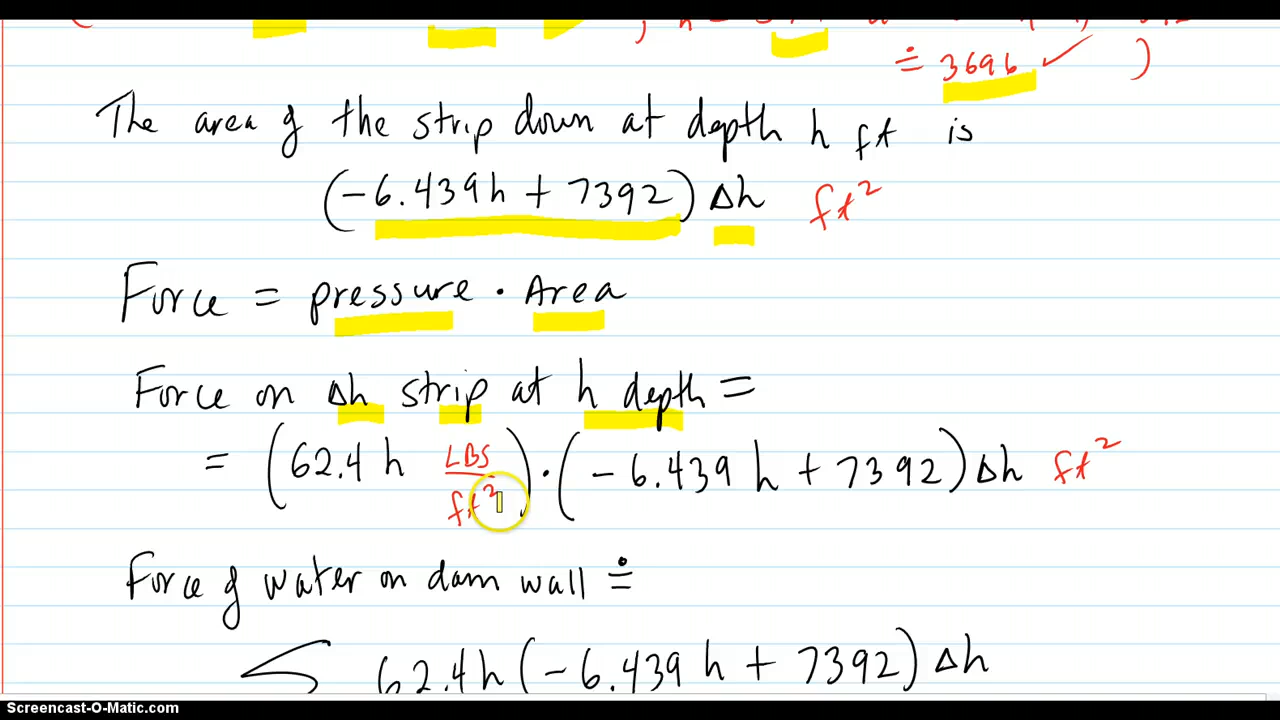 ≐ 3696 ✓ )
The area of the strip down at depth h ft is
(-6.439h + 7392) Δh ft²
Force = pressure · Area
Force on Δh strip at h depth =
= (62.4 h LBS/ft²) · (-6.439 h + 7392) Δh ft²
Force of water on dam wall ≐
Σ 62.4h (-6.439 h + 7392) Δh
Screencast-O-Matic.com